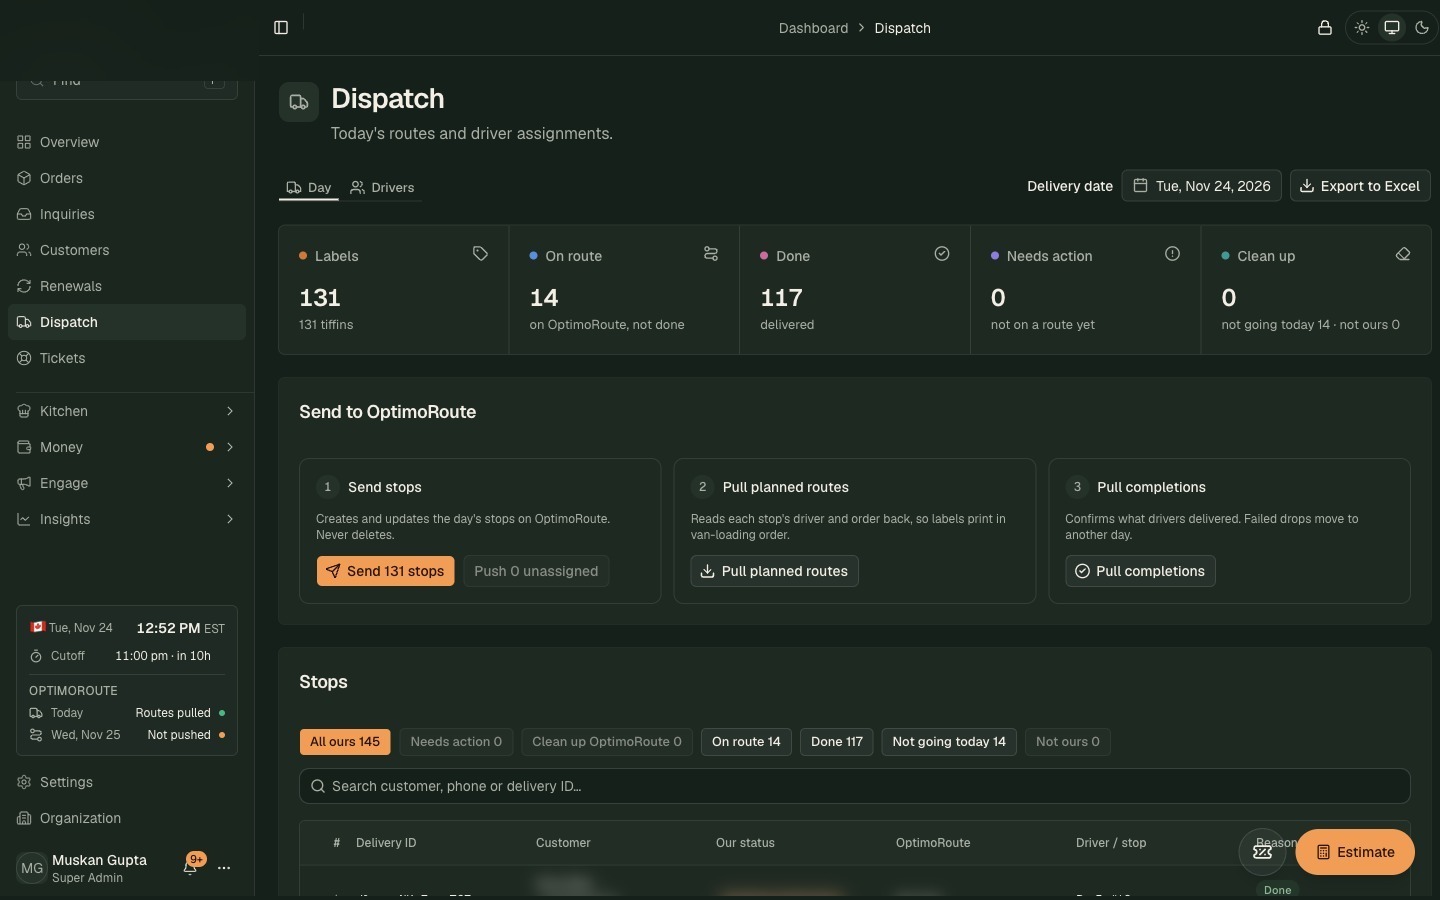 Dashboard > Dispatch
Find
Overview
Orders
Inquiries
Customers
Renewals
Dispatch
Tickets
Kitchen
Money
Engage
Insights
Tue, Nov 24 12:52 PM EST
Cutoff 11:00 pm · in 10h
OPTIMOROUTE
Today Routes pulled
Wed, Nov 25 Not pushed
Settings
Organization
MG Muskan Gupta 9+
Super Admin
Dispatch
Today's routes and driver assignments.
Day Drivers Delivery date Tue, Nov 24, 2026 Export to Excel
Labels On route Done Needs action Clean up
131 14 117 0 0
131 tiffins on OptimoRoute, not done delivered not on a route yet not going today 14 · not ours 0
Send to OptimoRoute
1 Send stops
Creates and updates the day's stops on OptimoRoute.
Never deletes.
Send 131 stops Push 0 unassigned
2 Pull planned routes
Reads each stop's driver and order back, so labels print in
van-loading order.
Pull planned routes
3 Pull completions
Confirms what drivers delivered. Failed drops move to
another day.
Pull completions
Stops
All ours 145 Needs action 0 Clean up OptimoRoute 0 On route 14 Done 117 Not going today 14 Not ours 0
Search customer, phone or delivery ID...
# Delivery ID Customer Our status OptimoRoute Driver / stop Reason
Done
Estimate